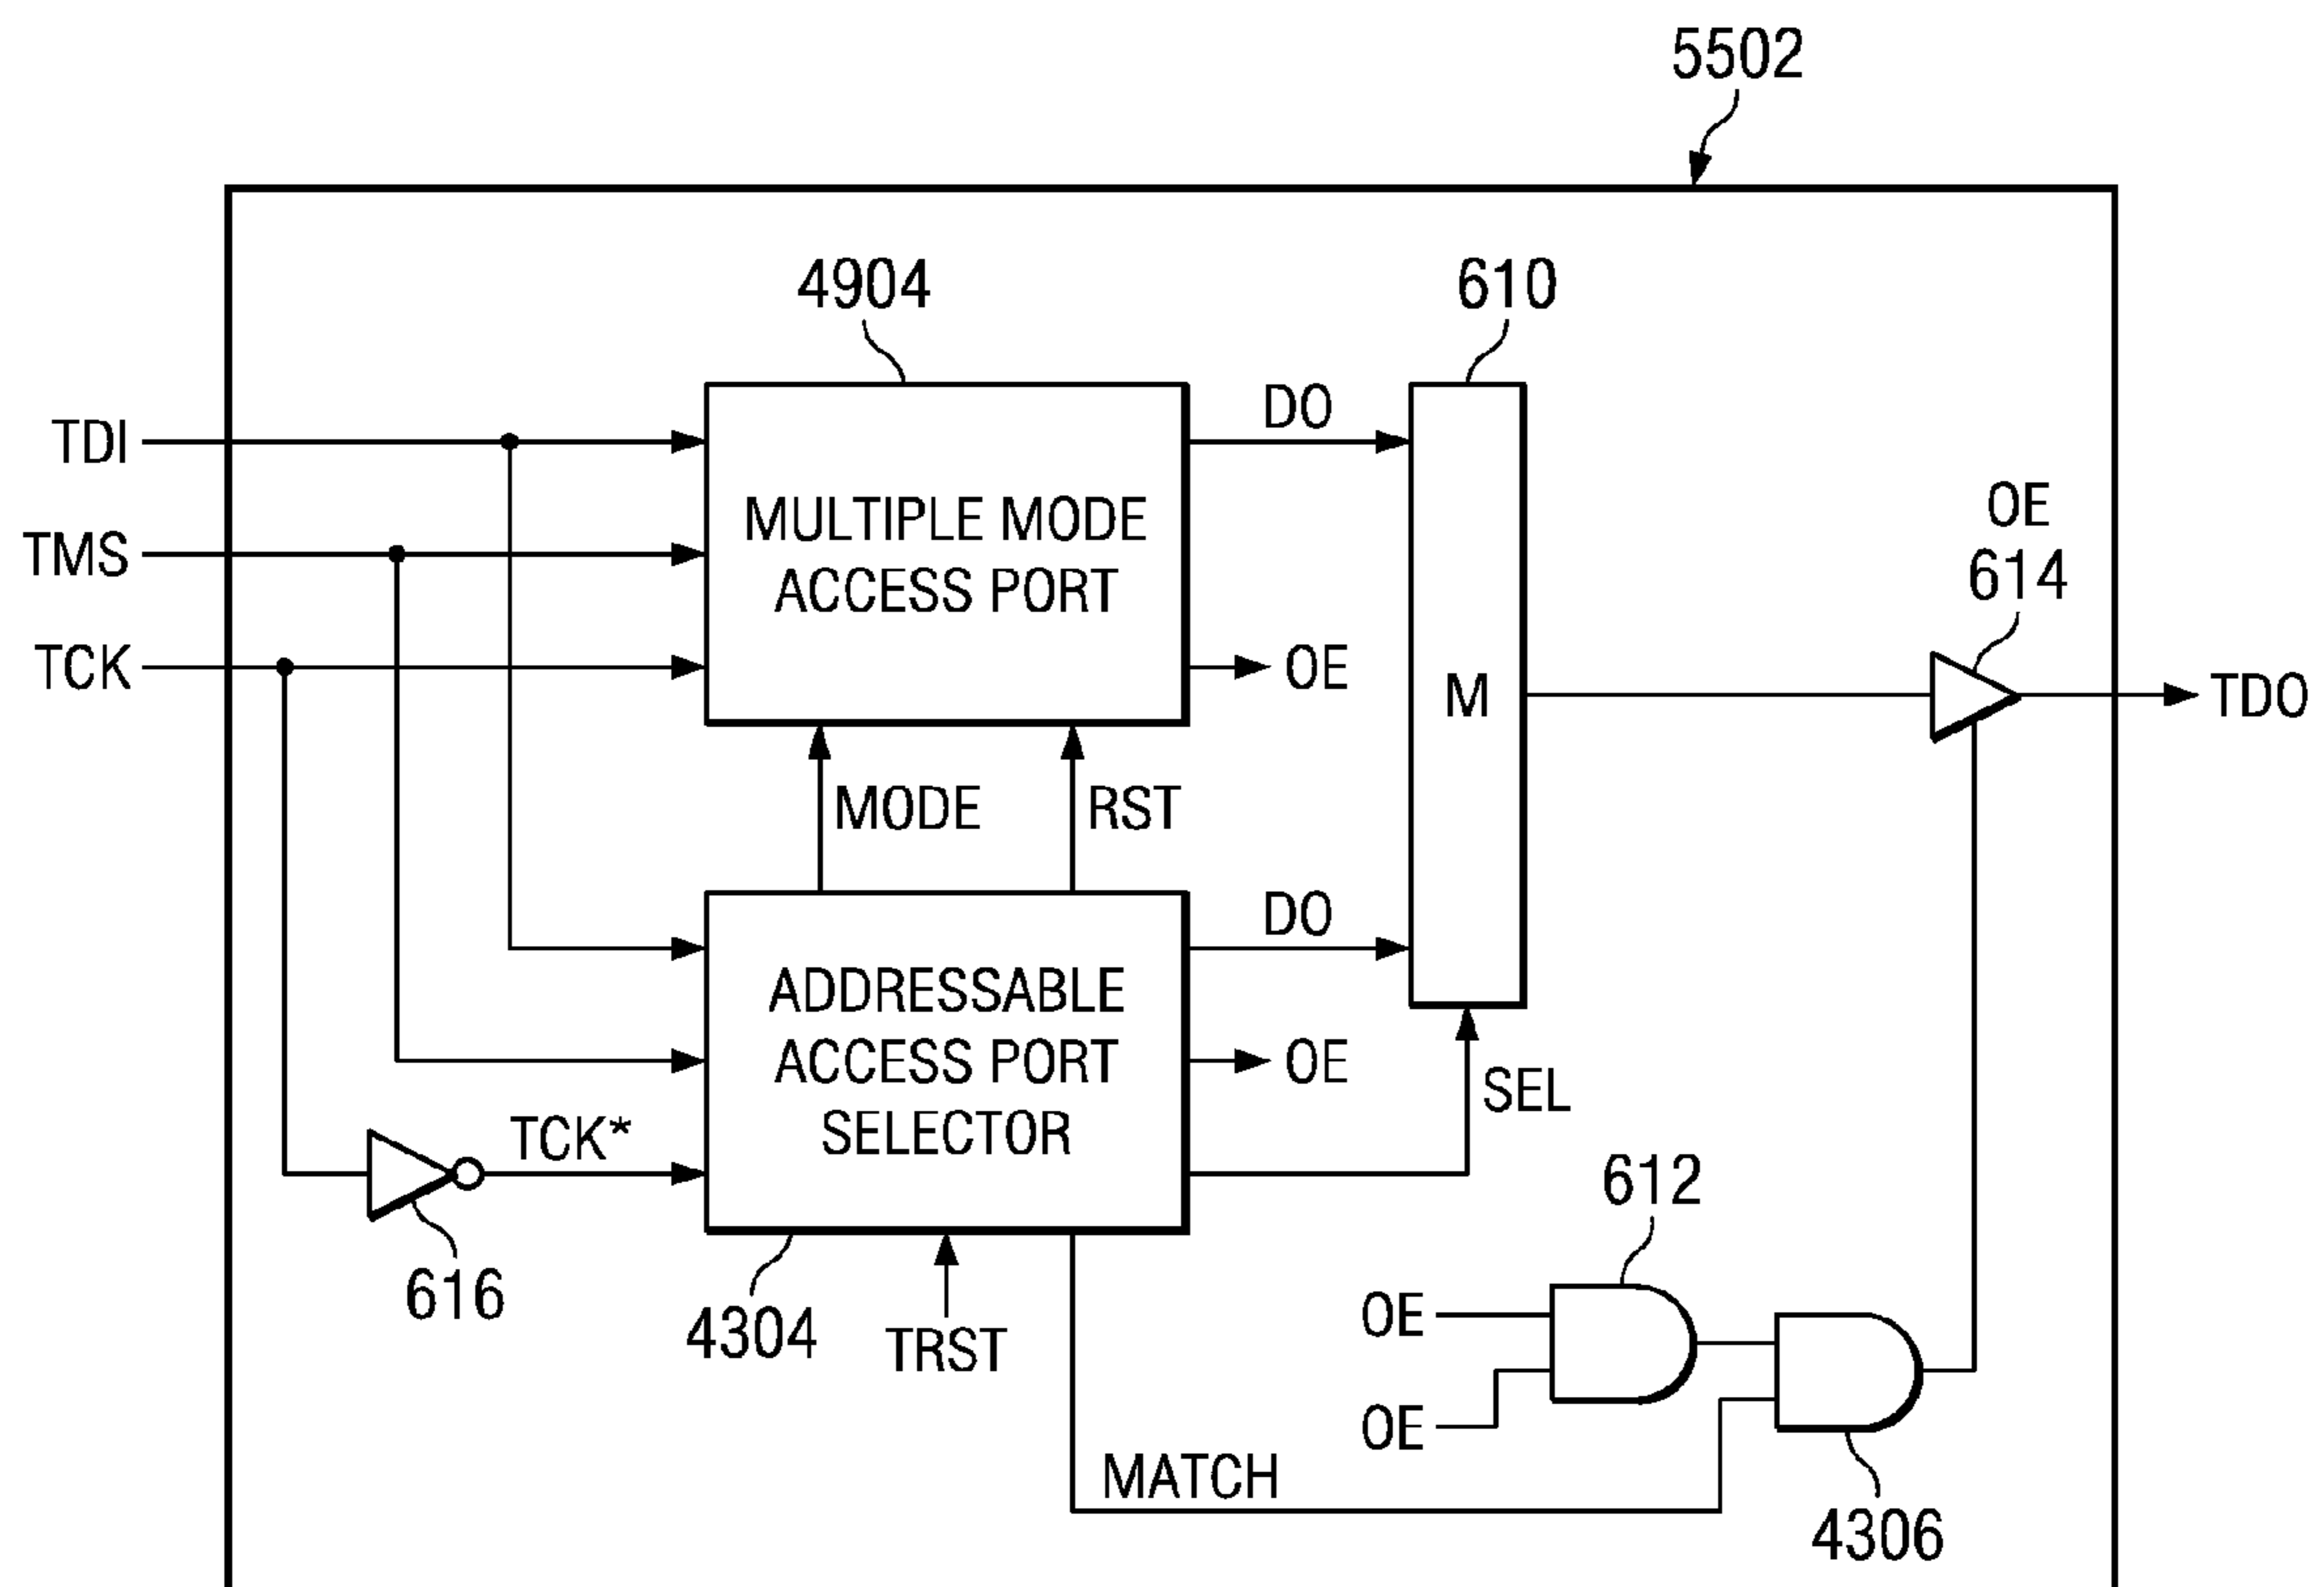 5502
4904
610
TDI
DO
MULTIPLE MODE
ACCESS PORT
OE
614
TMS
TCK
OE
M
TDO
MODE
RST
DO
ADDRESSABLE
ACCESS PORT
SELECTOR
OE
SEL
TCK*
612
616
4304
TRST
OE
OE
MATCH
4306